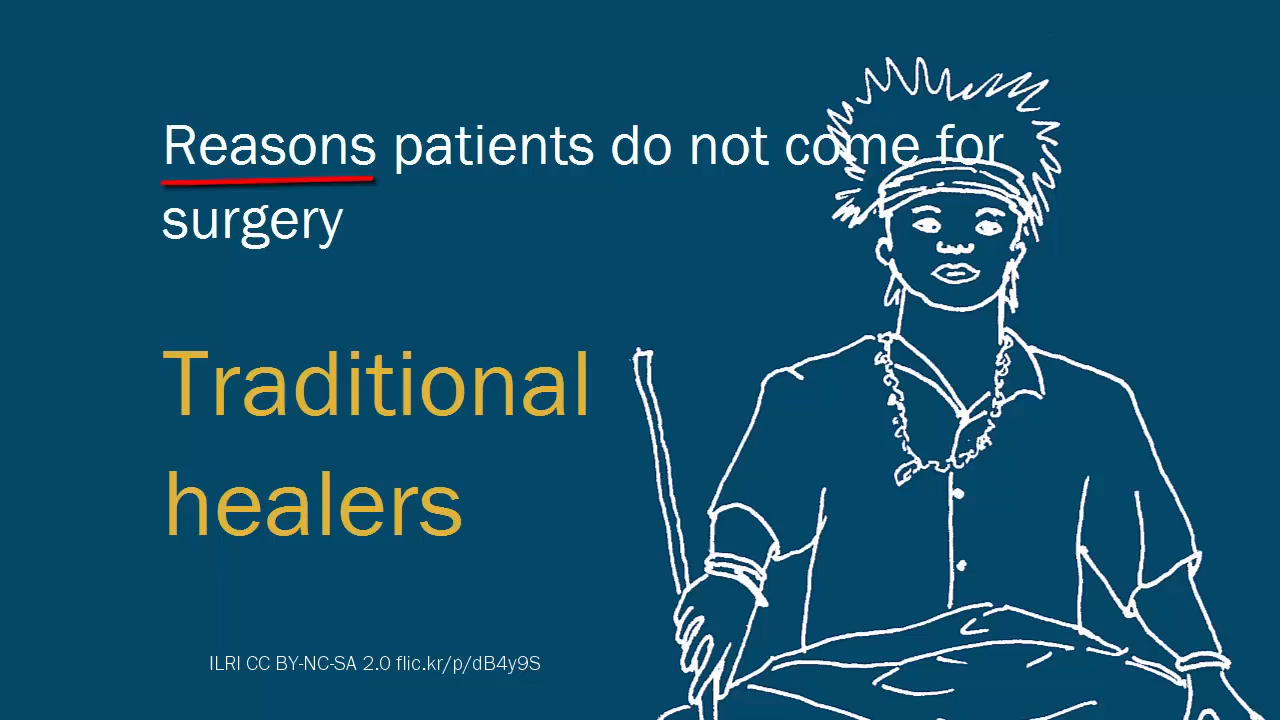 Reasons patients do not come for
surgery
Traditional
healers
ILRI CC BY-NC-SA 2.0 flic.kr/p/dB4y9S